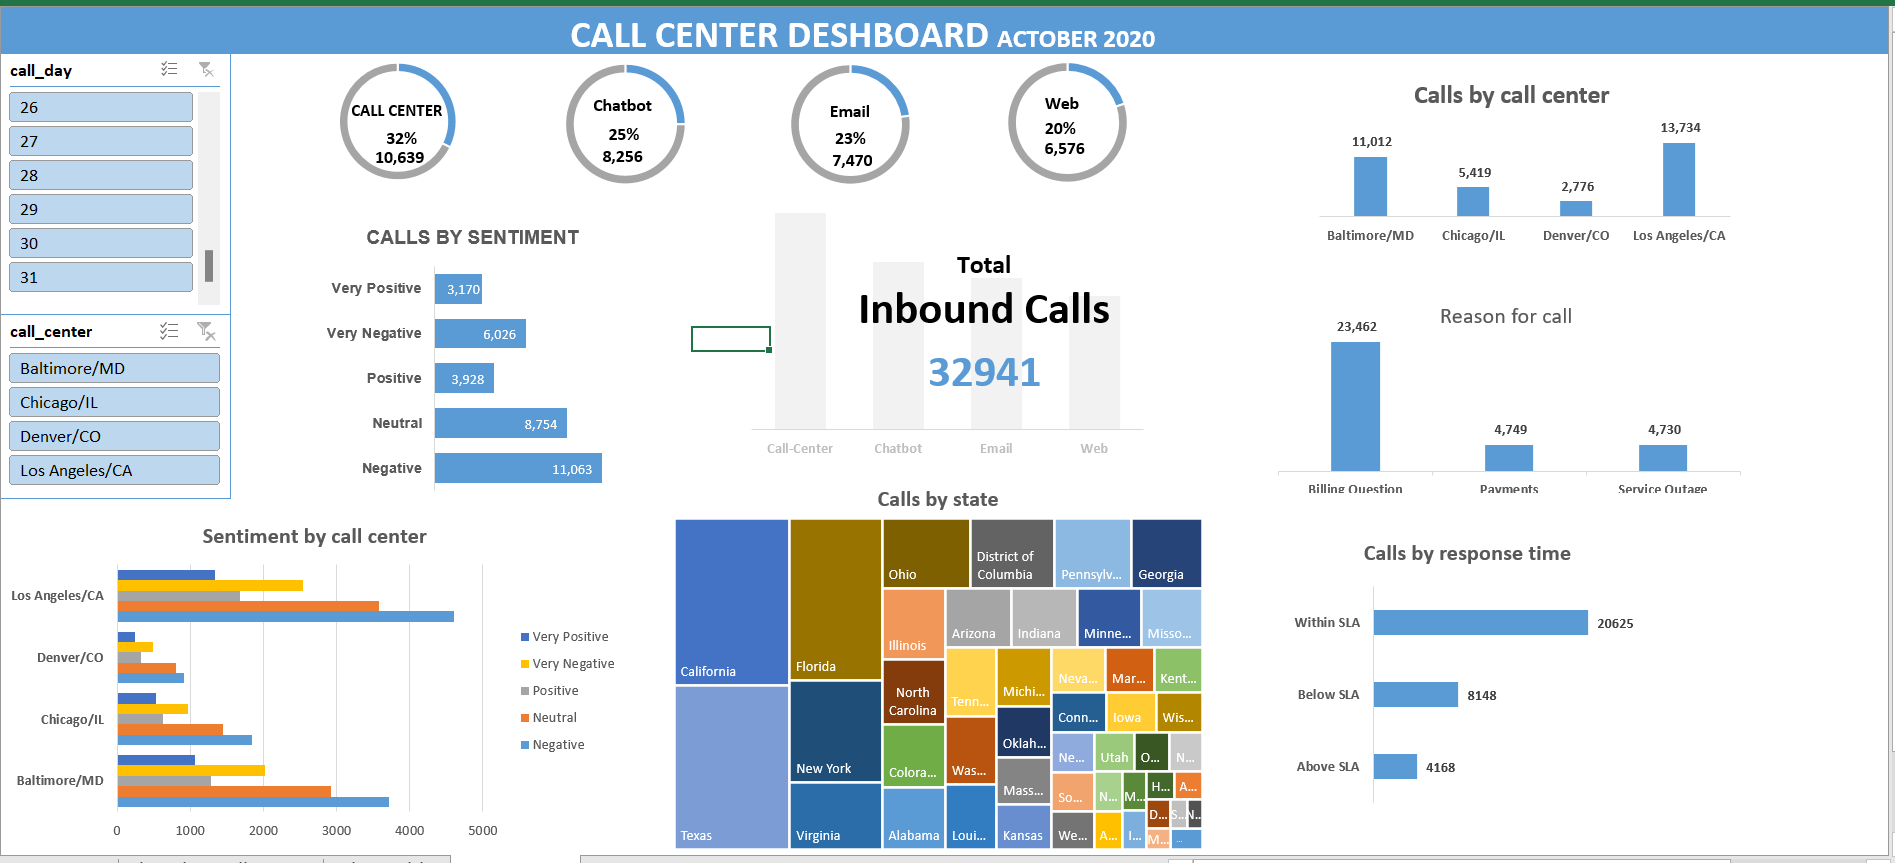 CALL CENTER DESHBOARD ACTOBER 2020
call_day
26
27
28
29
30
31
call_center
Baltimore/MD
Chicago/IL
Denver/CO
Los Angeles/CA
CALL CENTER
32%
10,639
Chatbot
25%
8,256
Email
23%
7,470
Web
20%
6,576
Calls by call center
11,012
5,419
2,776
13,734
Baltimore/MD
Chicago/IL
Denver/CO
Los Angeles/CA
CALLS BY SENTIMENT
Very Positive
3,170
Very Negative
6,026
Positive
3,928
Neutral
8,754
Negative
11,063
Total
Inbound Calls
32941
Call-Center
Chatbot
Email
Web
Reason for call
23,462
4,749
4,730
Billing Question
Payments
Service Outage
Sentiment by call center
Los Angeles/CA
Denver/CO
Chicago/IL
Baltimore/MD
0 1000 2000 3000 4000 5000
Very Positive
Very Negative
Positive
Neutral
Negative
Calls by state
California
Texas
Florida
New York
Virginia
Ohio
District of
Columbia
Pennsylv...
Georgia
Illinois
Arizona
Indiana
Minne...
Misso...
North
Carolina
Colora...
Alabama
Tenn...
Was...
Loui...
Michi...
Oklah...
Mass...
Kansas
Neva...
Mar...
Kent...
Conn...
Iowa
Wis...
Ne...
Utah
O...
N...
So...
N...
M...
H...
A...
We...
A...
I...
D...
S...
N...
M...
...
Calls by response time
Within SLA
20625
Below SLA
8148
Above SLA
4168